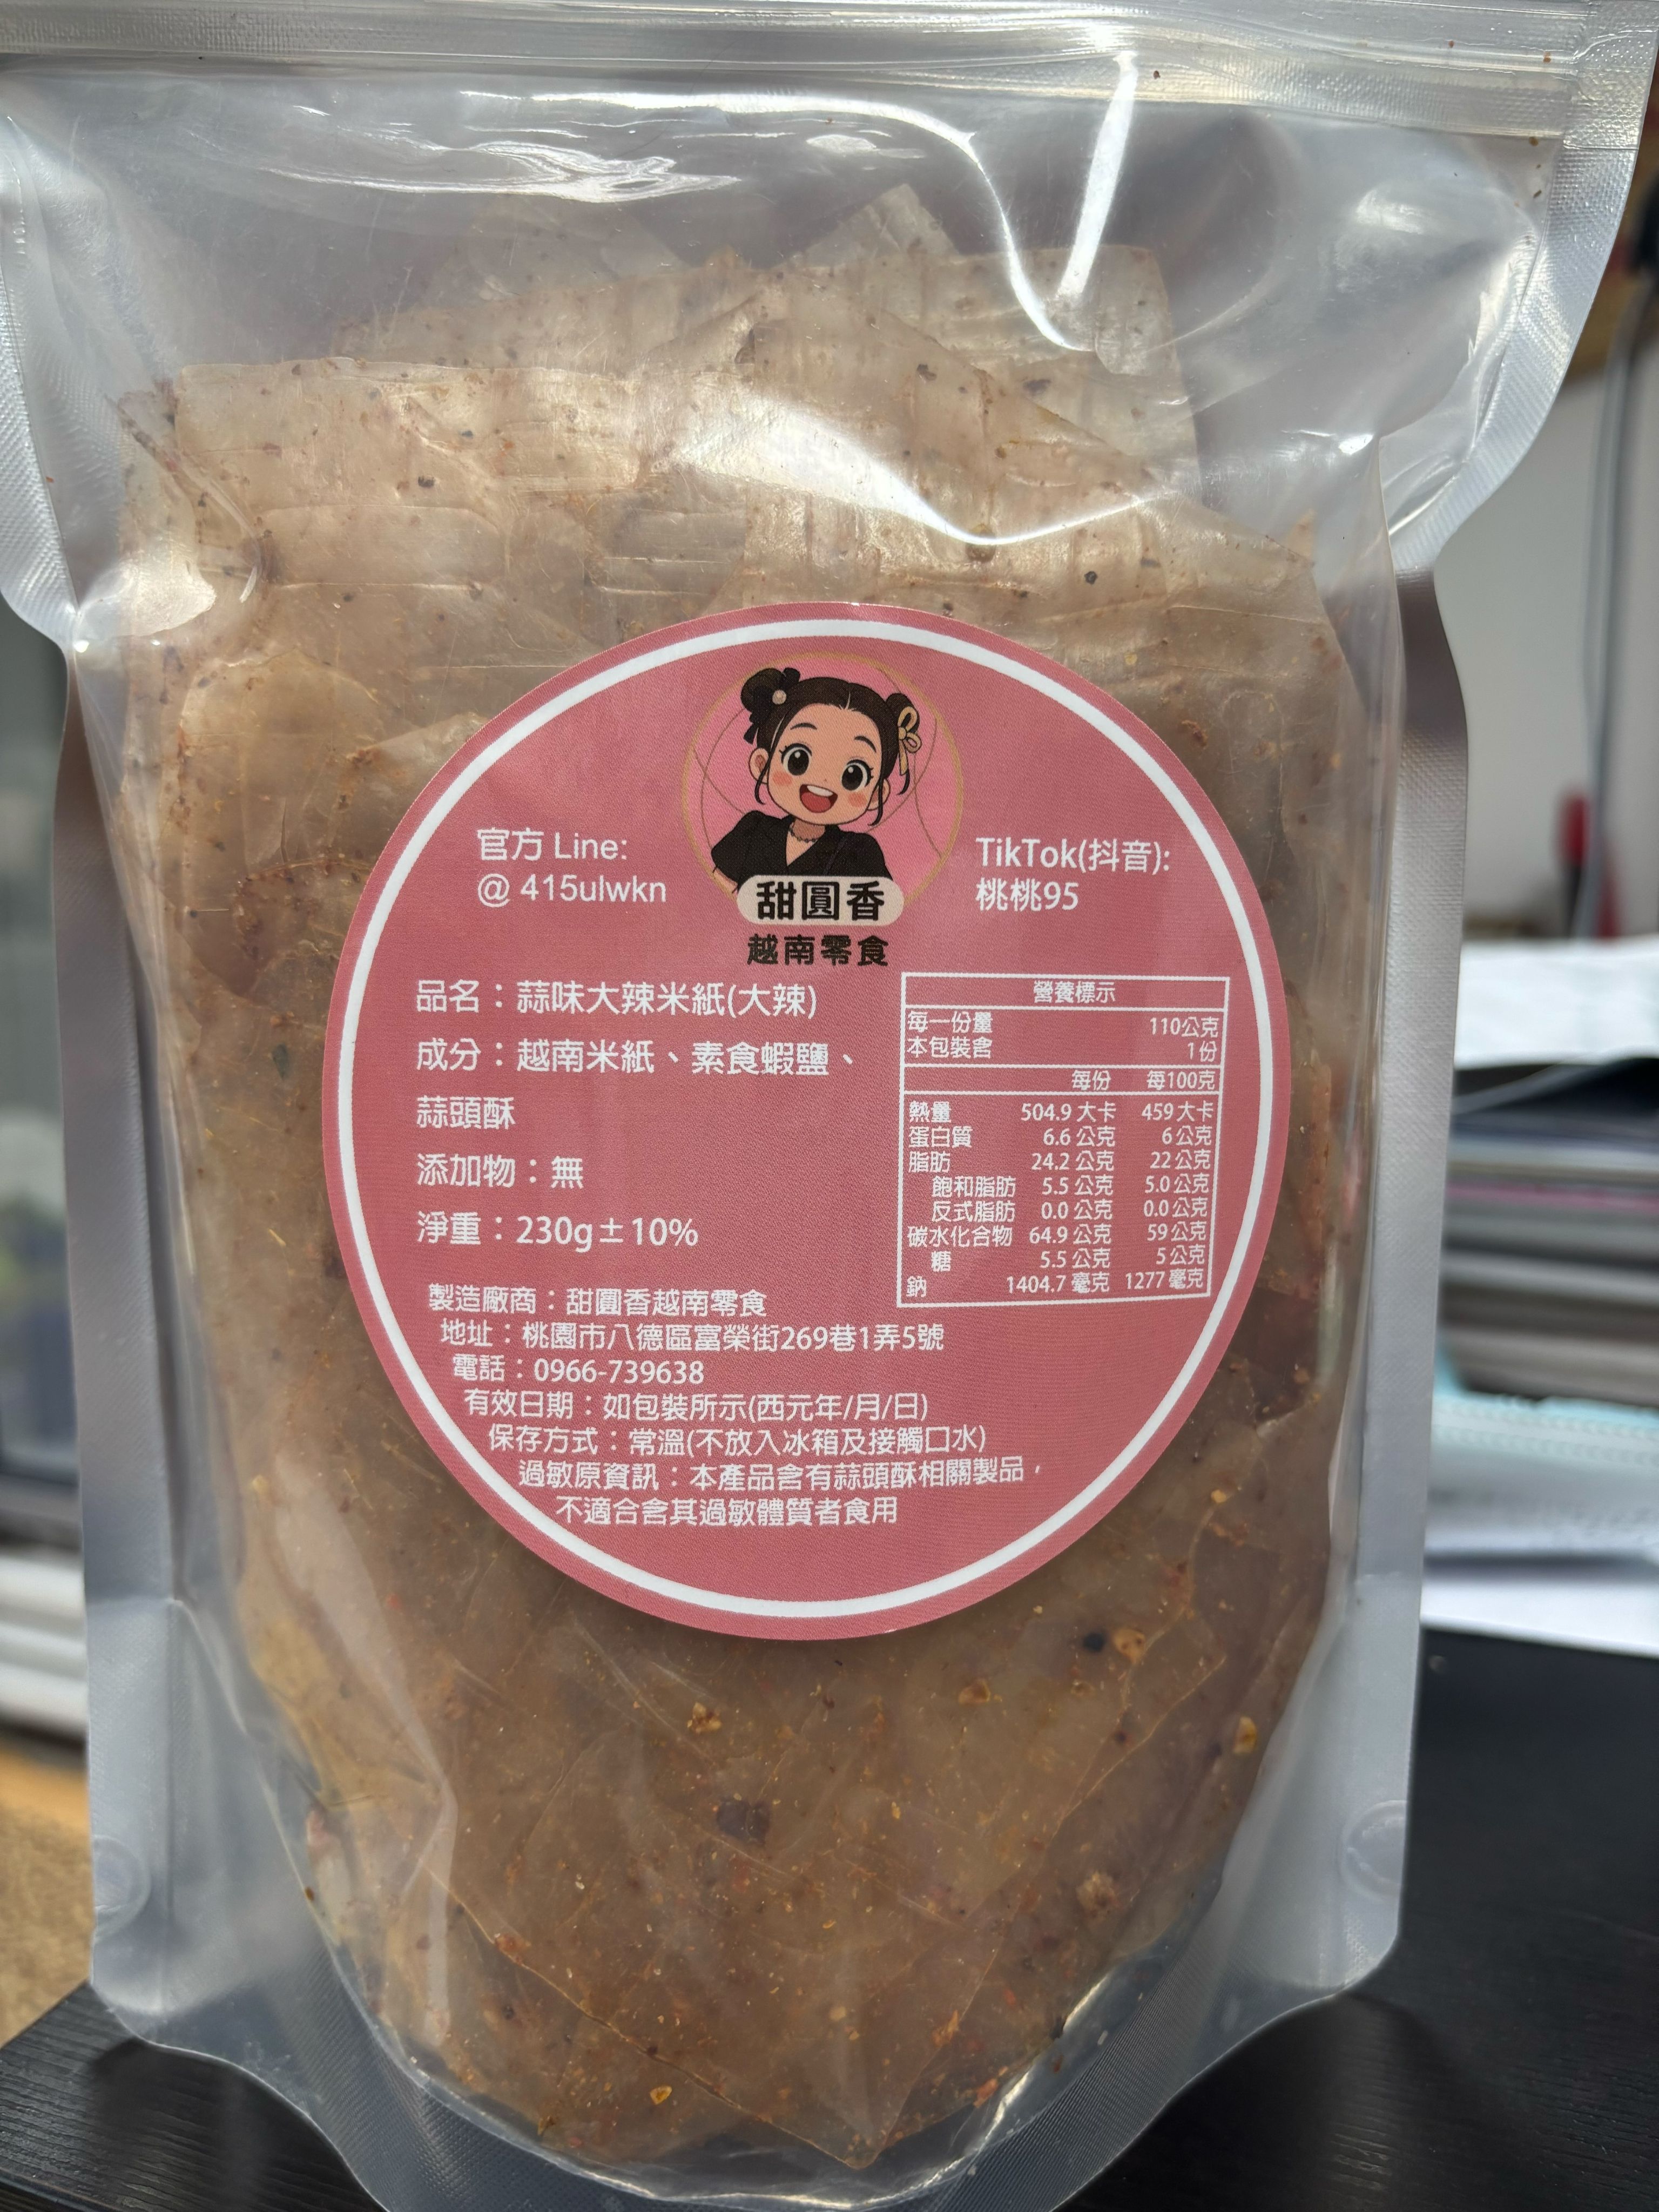 官方 Line:
@ 415ulwkn
TikTok(抖音):
桃桃95
甜圓香
越南零食
品名：蒜味大辣米紙(大辣)
成分：越南米紙、素食蝦鹽、
蒜頭酥
添加物：無
淨重：230g±10%
營養標示
每一份量 110公克
本包裝含 1份
每份 每100克
熱量 504.9 大卡 459 大卡
蛋白質 6.6 公克 6 公克
脂肪 24.2 公克 22 公克
飽和脂肪 5.5 公克 5.0 公克
反式脂肪 0.0 公克 0.0 公克
碳水化合物 64.9 公克 59 公克
糖 5.5 公克 5 公克
鈉 1404.7 毫克 1277 毫克
製造廠商：甜圓香越南零食
地址：桃園市八德區富榮街269巷1弄5號
電話：0966-739638
有效日期：如包裝所示(西元年/月/日)
保存方式：常溫(不放入冰箱及接觸口水)
過敏原資訊：本產品含有蒜頭酥相關製品，
不適合含其過敏體質者食用